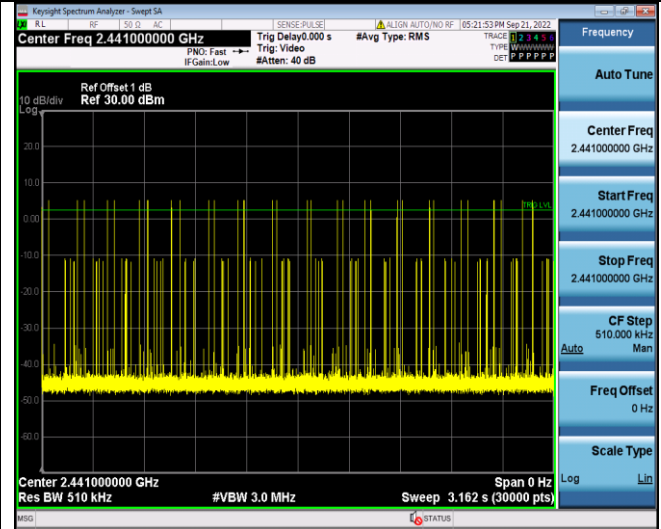 Keysight Spectrum Analyzer - Swept SA
RL RF 50 Ω AC SENSE:PULSE ALIGN AUTO/NO RF 05:21:53 PM Sep 21, 2022
Center Freq 2.441000000 GHz
PNO: Fast
IFGain:Low
Trig Delay0.000 s
Trig: Video
#Atten: 40 dB
#Avg Type: RMS
TRACE 1 2 3 4 5 6
TYPE WWWWWW
DET P P P P P P
Frequency
Auto Tune
Center Freq
2.441000000 GHz
Start Freq
2.441000000 GHz
Stop Freq
2.441000000 GHz
CF Step
510.000 kHz
Auto Man
Freq Offset
0 Hz
Scale Type
Log Lin
Ref Offset 1 dB
10 dB/div Ref 30.00 dBm
Log
20.0
10.0
0.00
-10.0
-20.0
-30.0
-40.0
-50.0
-60.0
TRIG LVL
Center 2.441000000 GHz Span 0 Hz
Res BW 510 kHz #VBW 3.0 MHz Sweep 3.162 s (30000 pts)
MSG STATUS